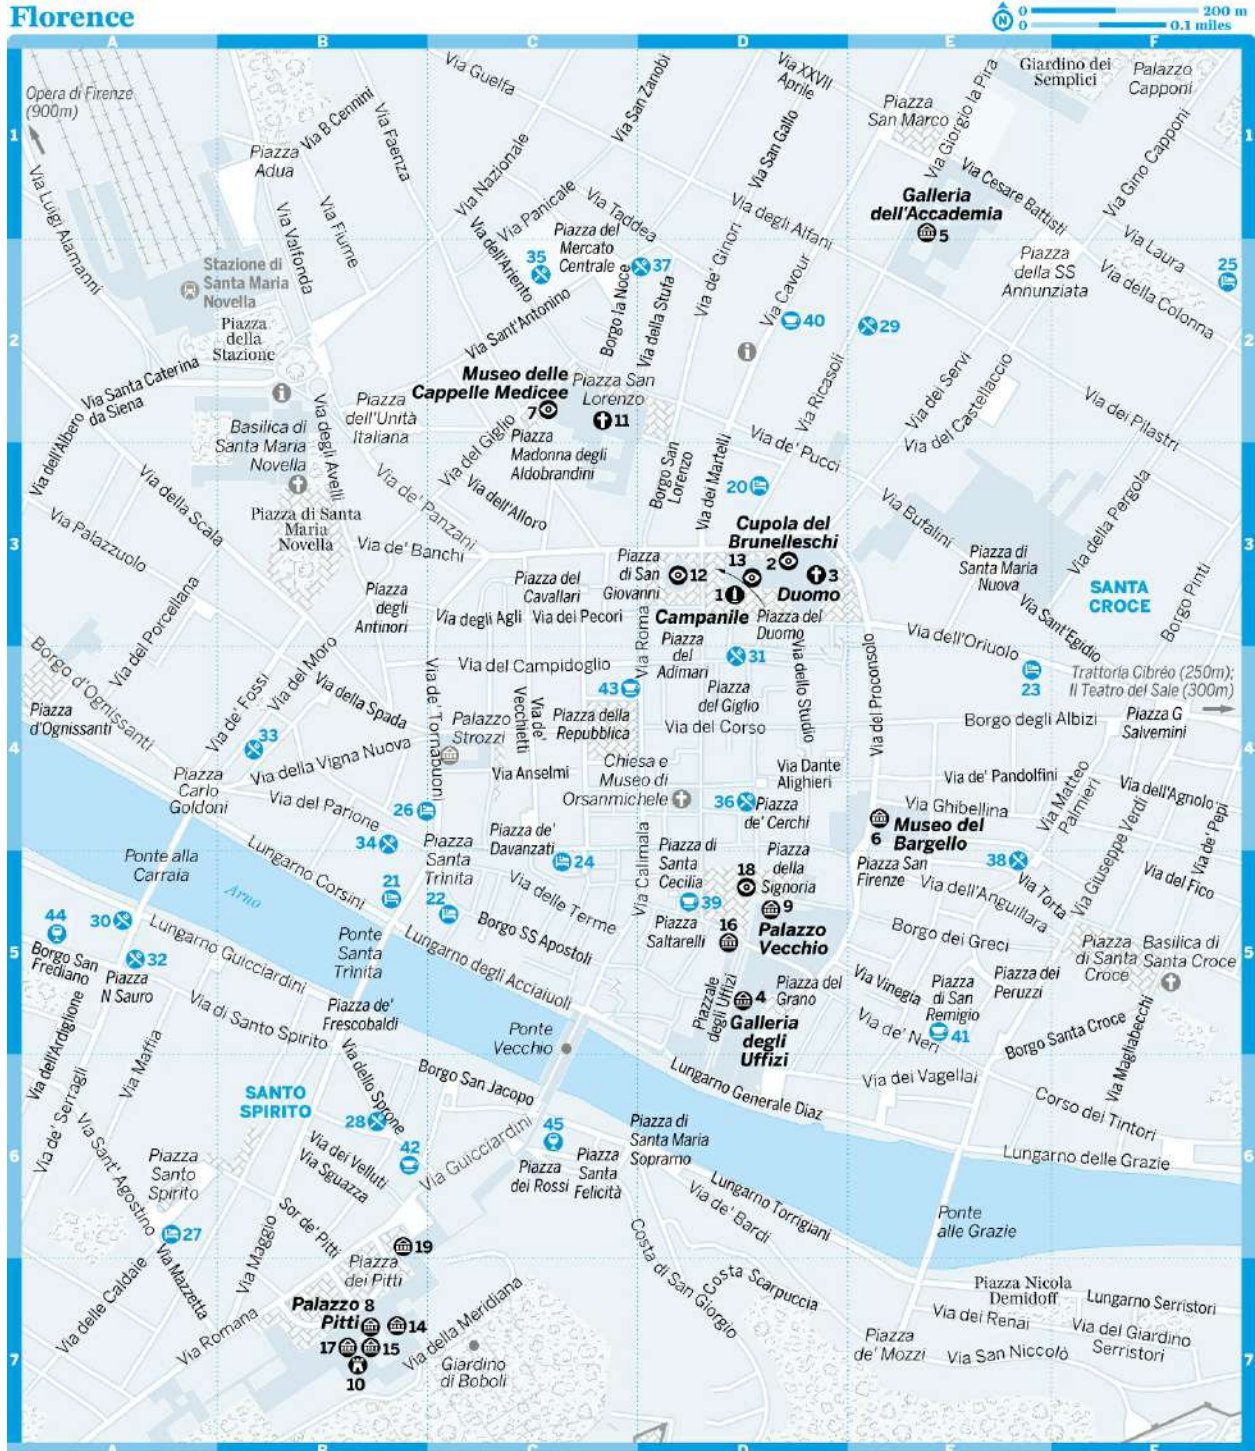 Florence
0 200 m
0 0.1 miles
N
A B C D E F
1
Opera di Firenze
(900m)
Via B Cennini
Piazza
Adua
Via Faenza
Via Guelfa
Via Nazionale
Via San Zanobi
Via XXVII
Aprile
Via San Gallo
Piazza
San Marco
Via Giorgio la Pira
Giardino dei
Semplici
Palazzo
Capponi
Via Gino Capponi
Via Cesare Battisti
Galleria
dell'Accademia
5
Via Luigi Alamanni
Via Valfonda
Via Fiume
Via Panicale
Via Taddea
Via dell'Ariento
Via degli Alfani
1
Stazione di
Santa Maria
Novella
Piazza
della
Stazione
35
Piazza del
Mercato
Centrale
37
Borgo la Noce
Via della Stufa
Via de' Ginori
Via Cavour
40
29
Piazza
della SS
Annunziata
Via Laura
25
Via della Colonna
2
Via Sant'Antonino
Via Santa Caterina
da Siena
Museo delle
Cappelle Medicee
7
Piazza San
Lorenzo
11
Via Ricasoli
Via dei Servi
Via del Castellaccio
Via dei Pilastri
2
Via dell'Albero
Basilica di
Santa Maria
Novella
Via degli Avelli
Piazza
dell'Unità
Italiana
Via del Giglio
Piazza
Madonna degli
Aldobrandini
Via de' Pucci
Borgo San
Lorenzo
Via dei Martelli
20
Via Bufalini
Via della Pergola
Via della Scala
Via Palazzuolo
Piazza di Santa
Maria
Novella
Via de' Panzani
Via dell'Alloro
Via de' Banchi
3
Cupola del
Brunelleschi
Piazza
di San
Giovanni
12
13
2
3
1
Duomo
Campanile
Piazza del
Duomo
Piazza di
Santa Maria
Nuova
SANTA
CROCE
Borgo Pinti
3
Via del Porcellana
Piazza
degli
Antinori
Piazza del
Cavallari
Via degli Agli
Via dei Pecori
Via Roma
Via Sant'Egidio
Via dell'Oriuolo
Borgo d'Ognissanti
Via del Moro
Via de' Fossi
Via della Spada
Via del Campidoglio
Piazza
del
Adimari
31
Via dello Studio
Via del Proconsolo
23
Trattoria Cibréo (250m);
Il Teatro del Sale (300m)
Piazza
d'Ognissanti
33
Via de' Tornabuoni
Palazzo
Strozzi
Via de'
Vecchietti
43
Piazza della
Repubblica
Piazza
del Giglio
Via del Corso
Borgo degli Albizi
Piazza G
Salvemini
4
Via della Vigna Nuova
Piazza
Carlo
Goldoni
Via del Parione
26
Via Anselmi
Chiesa e
Museo di
Orsanmichele
Via Dante
Alighieri
36
Piazza
de' Cerchi
Via de' Pandolfini
Via Ghibellina
Via Matteo
Palmieri
Via dell'Agnolo
Via de' Pepi
4
6
Museo del
Bargello
34
Piazza de'
Davanzati
24
Ponte alla
Carraia
Lungarno Corsini
21
22
Piazza
Santa
Trìnita
Via delle Terme
Via Calimala
Piazza di
Santa
Cecilia
Piazza
della
Signoria
18
39
9
Piazza San
Firenze
38
Via dell'Anguillara
Via Torta
Via Giuseppe Verdi
Via del Fico
Arno
44
30
Borgo San
Frediano
32
Piazza
N Sauro
Lungarno Guicciardini
Ponte
Santa
Trìnita
Borgo SS Apostoli
Lungarno degli Acciaiuoli
Piazza
Saltarelli
16
Palazzo
Vecchio
Borgo dei Greci
Piazza
di Santa
Croce
Basilica di
Santa Croce
5
5
Via dell'Ardiglione
Via Maffia
Via di Santo Spirito
Piazza de'
Frescobaldi
Ponte
Vecchio
Piazzale
degli Uffizi
4
Galleria
degli
Uffizi
Piazza del
Grano
Via Vinegia
Via de' Neri
Piazza
di San
Remigio
41
Piazza dei
Peruzzi
Borgo Santa Croce
Via Magliabecchi
Via de' Serragli
SANTO
SPIRITO
Via dello Sprone
Borgo San Jacopo
Lungarno Generale Diaz
Via dei Vagellai
Corso dei Tintori
28
42
45
Via dei Velluti
Via Sguazza
Via Guicciardini
Piazza
dei Rossi
Piazza
Santa
Felicità
Piazza di
Santa Maria
Sopramo
Lungarno delle Grazie
6
6
Via Sant' Agostino
Piazza
Santo
Spirito
27
Via Maggio
Sor de' Pitti
19
Piazza
dei Pitti
Lungarno Torrigiani
Via de' Bardi
Ponte
alle Grazie
Costa di San Giorgio
Costa Scarpuccia
Via delle Caldaie
Via Mazzetta
Via Romana
Palazzo 8
Pitti
14
17
15
10
Via della Meridiana
Giardino
di Boboli
Piazza Nicola
Demidoff
Lungarno Serristori
Via dei Renai
Via del Giardino
Serristori
Piazza
de' Mozzi
Via San Niccolò
7
7
A B C D E F